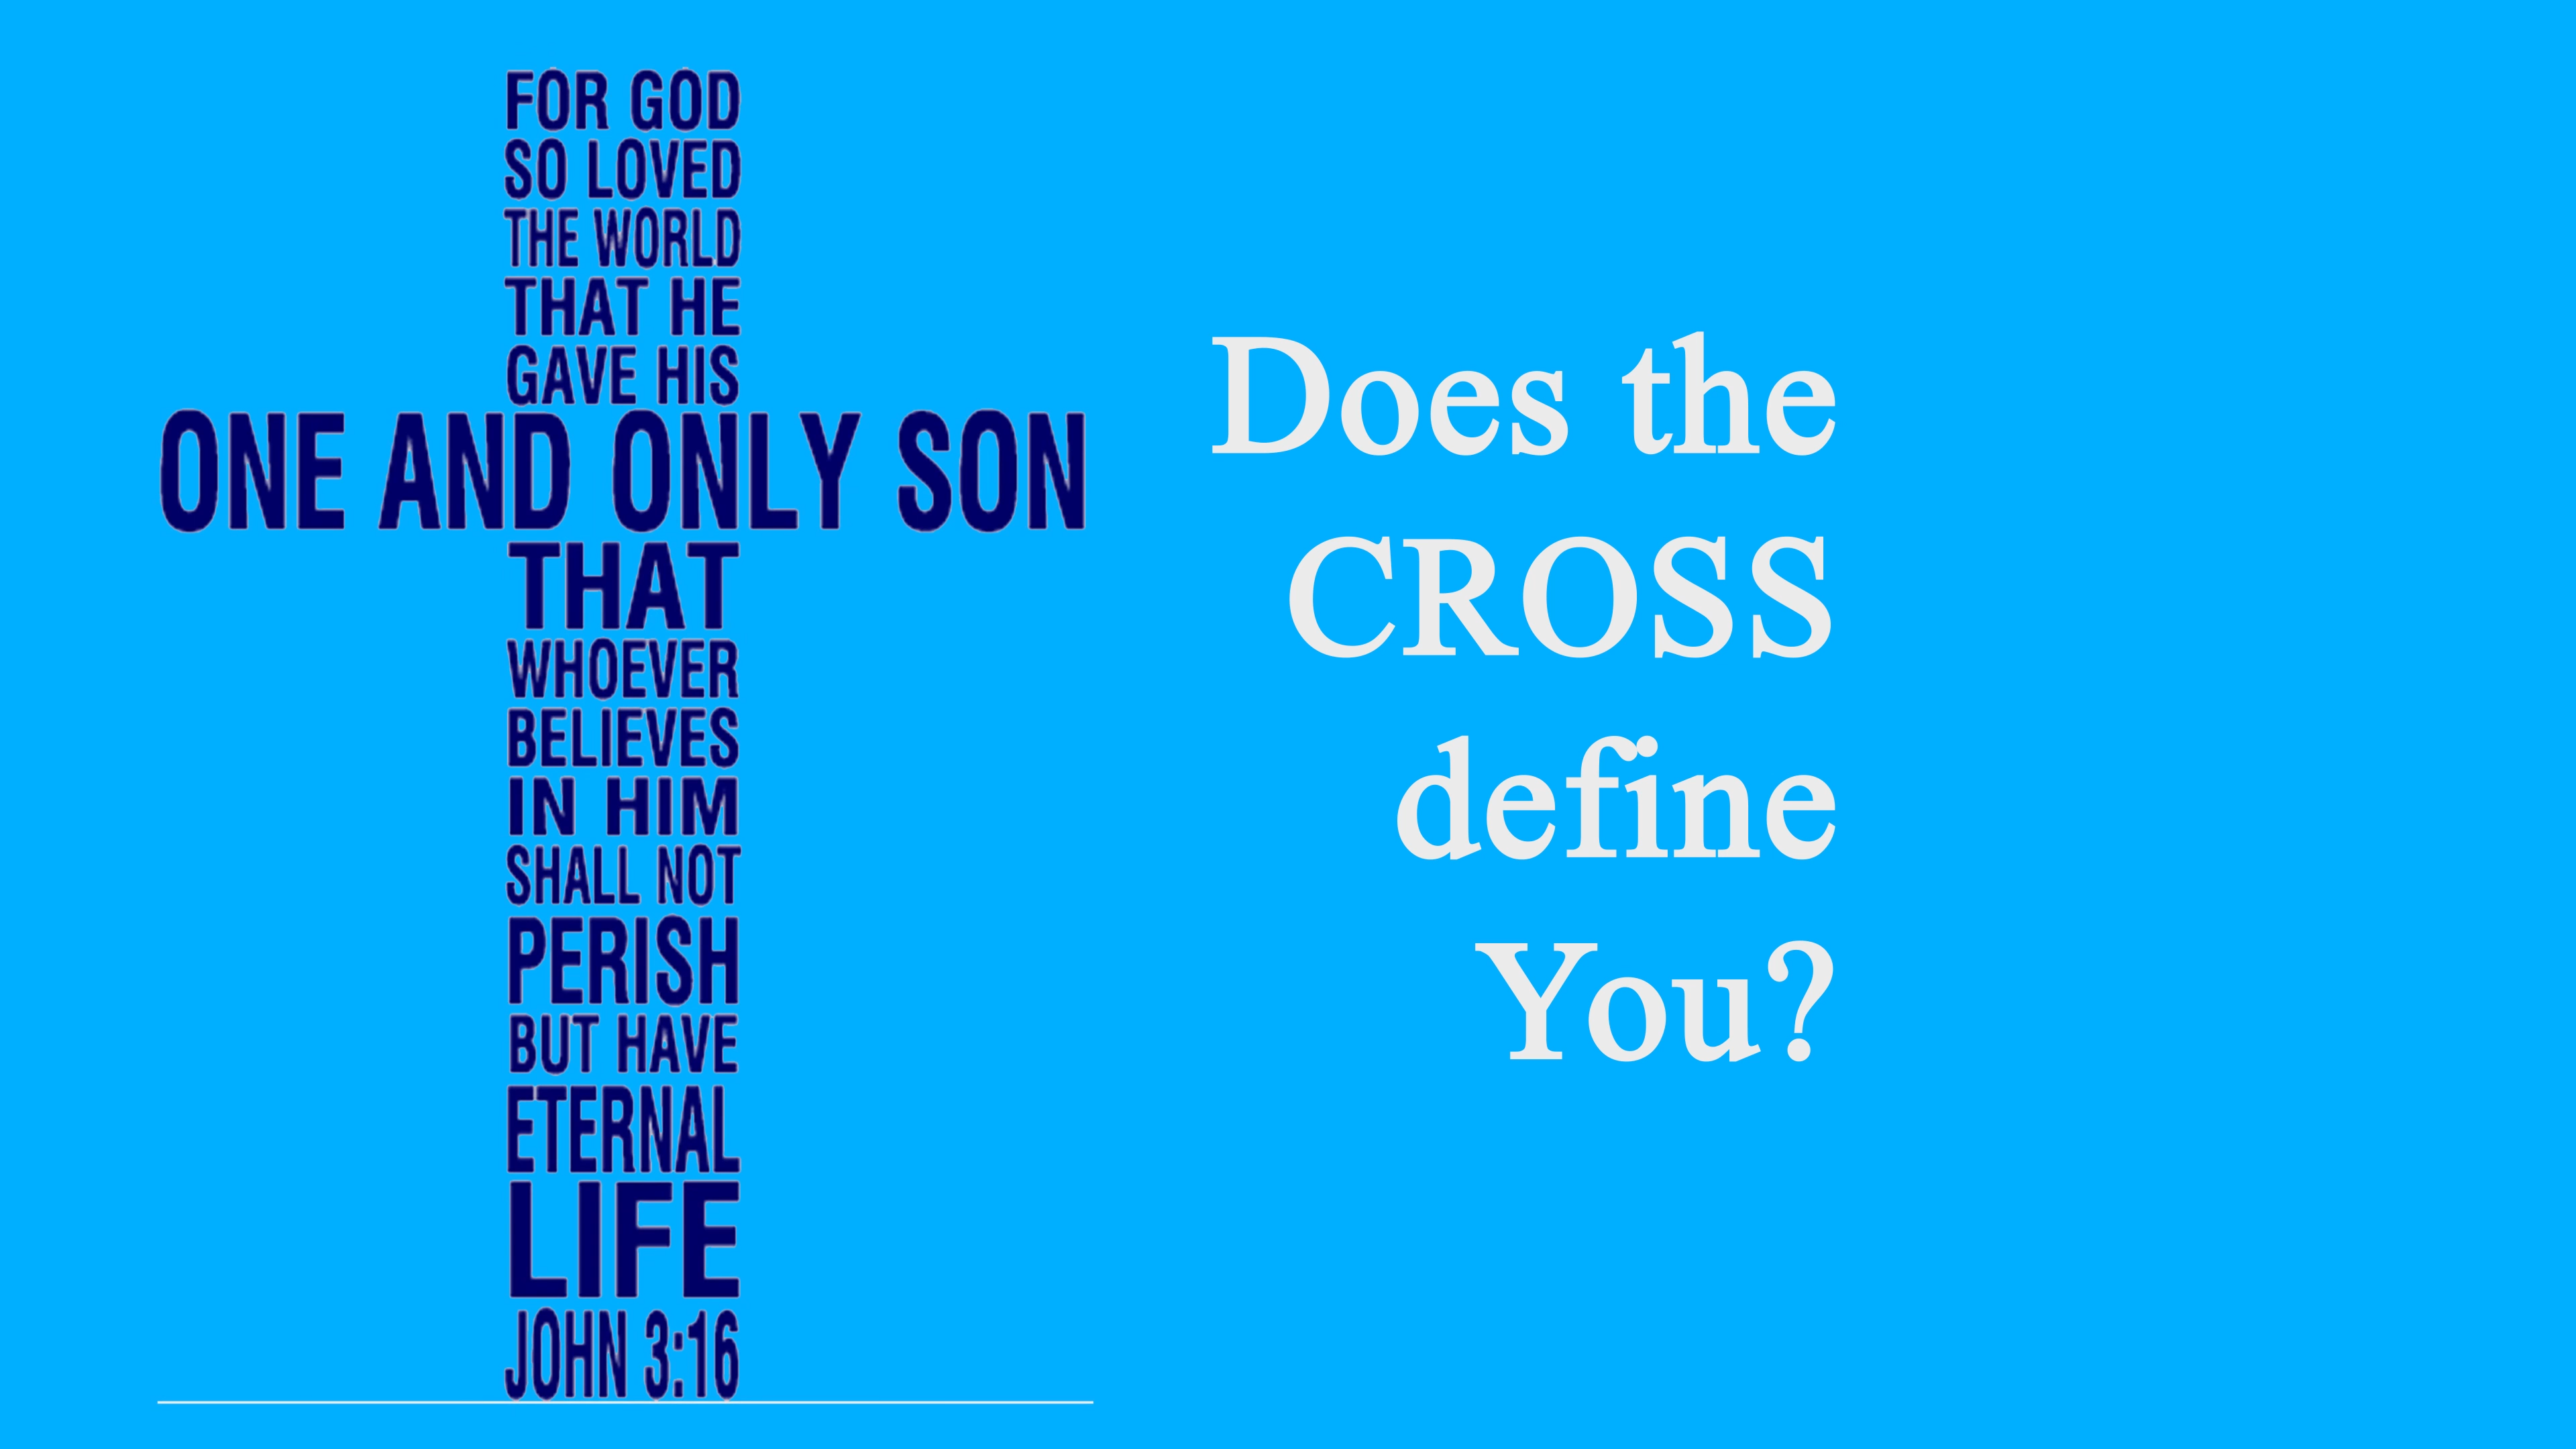 FOR GOD
SO LOVED
THE WORLD
THAT HE
GAVE HIS
ONE AND ONLY SON
THAT
WHOEVER
BELIEVES
IN HIM
SHALL NOT
PERISH
BUT HAVE
ETERNAL
LIFE
JOHN 3:16
Does the
CROSS
define
You?